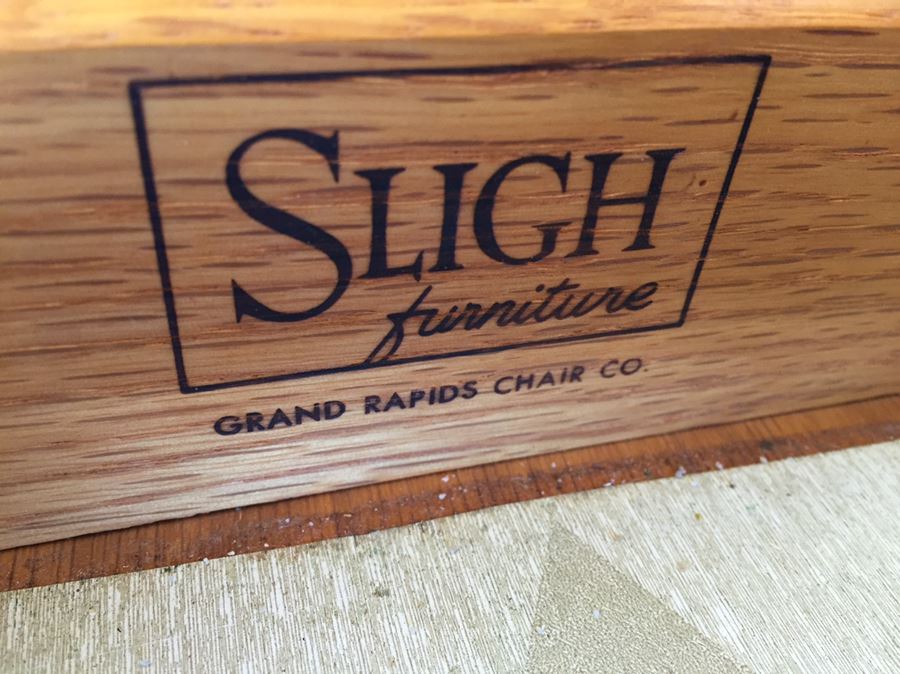 SLIGH
furniture
GRAND RAPIDS CHAIR CO.